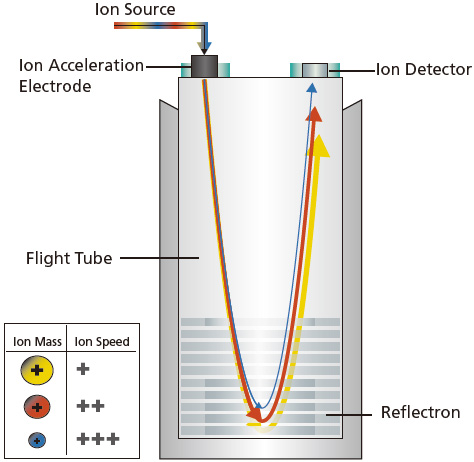 Ion Source
Ion Acceleration
Electrode
Ion Detector
Flight Tube
Ion Mass Ion Speed
+ +
+ ++
+ +++
Reflectron